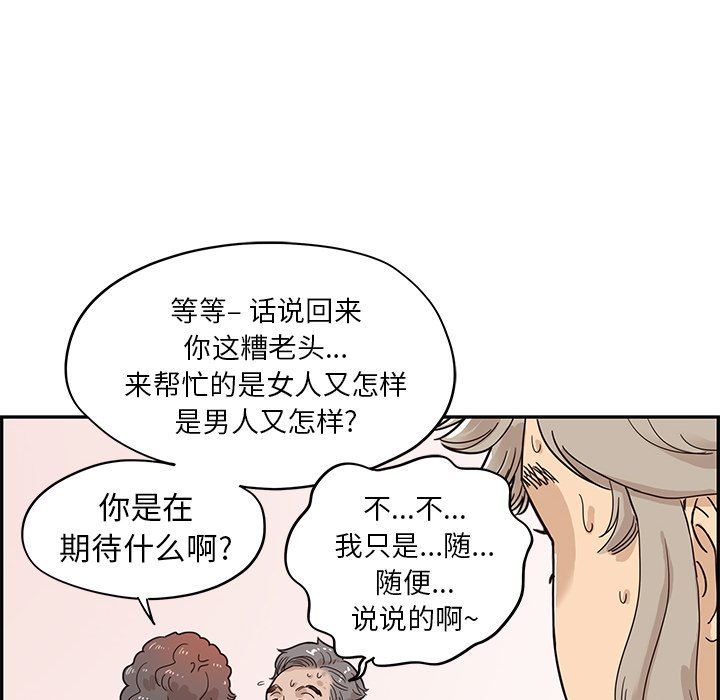 等等– 话说回来
你这糟老头...
来帮忙的是女人又怎样
是男人又怎样?
你是在
期待什么啊?
不...不...
我只是...随...
随便...
说说的啊~